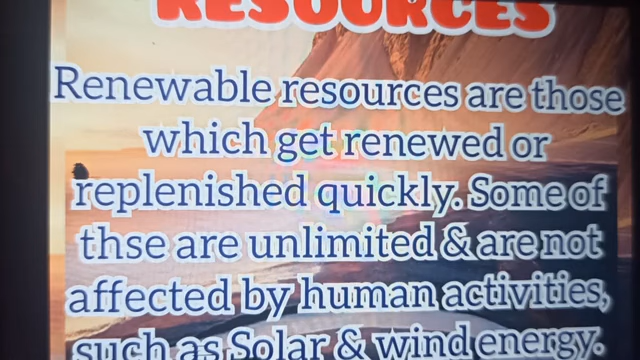 RESOURCES
Renewable resources are those
which get renewed or
replenished quickly. Some of
thse are unlimited & are not
affected by human activities,
such as Solar & wind energy.